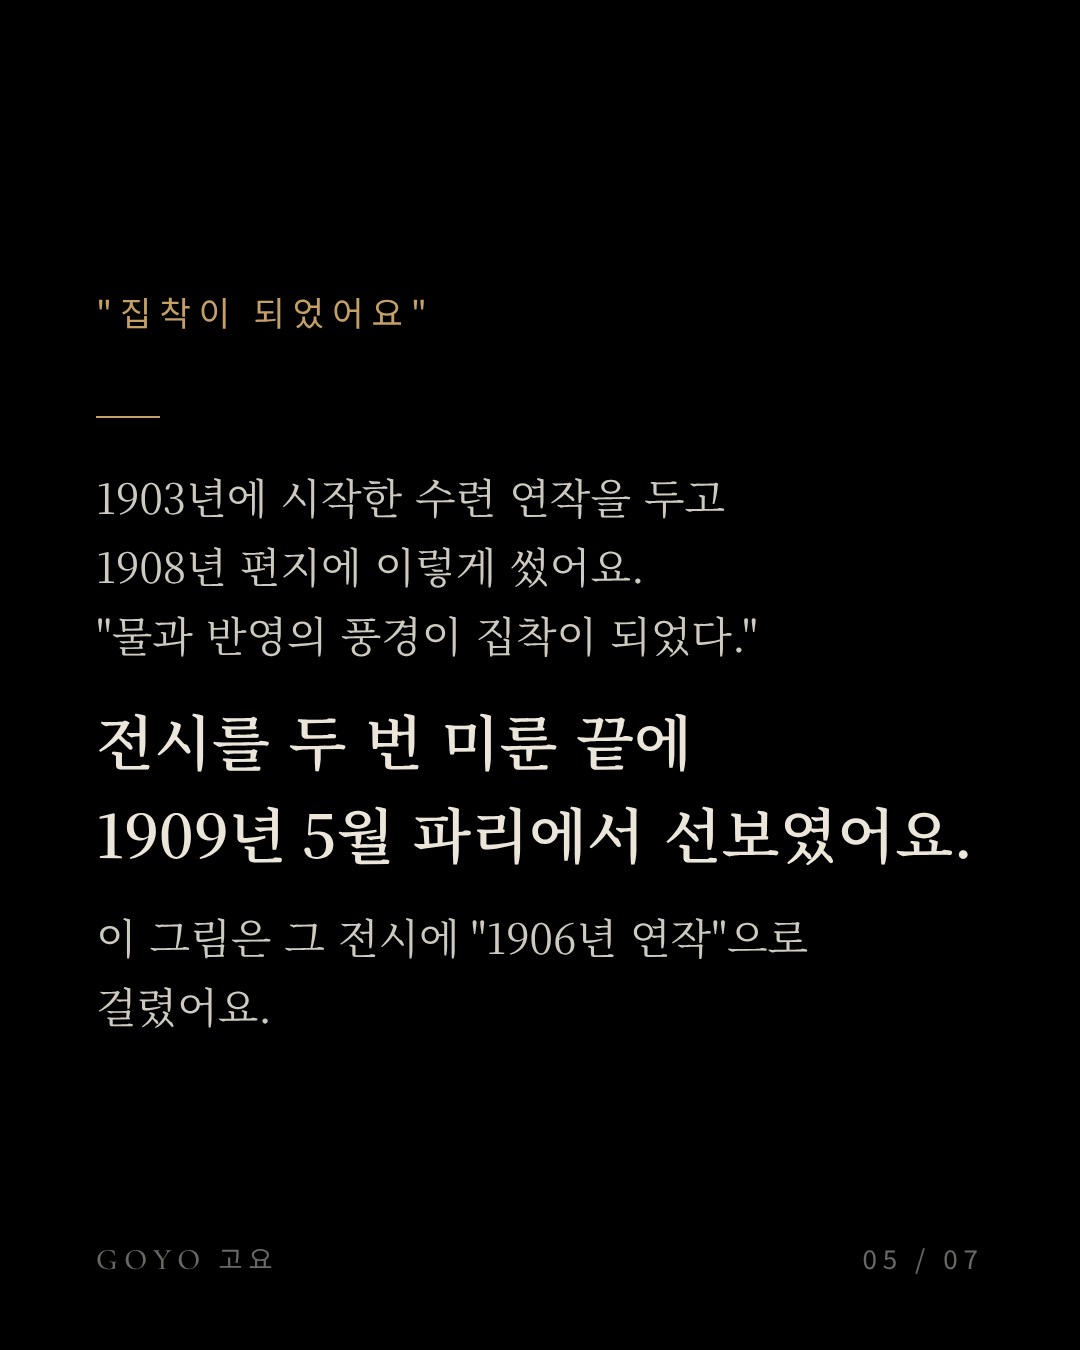 "집착이 되었어요"
1903년에 시작한 수련 연작을 두고
1908년 편지에 이렇게 썼어요.
"물과 반영의 풍경이 집착이 되었다."
전시를 두 번 미룬 끝에
1909년 5월 파리에서 선보였어요.
이 그림은 그 전시에 "1906년 연작"으로
걸렸어요.
GOYO 고요
05 / 07